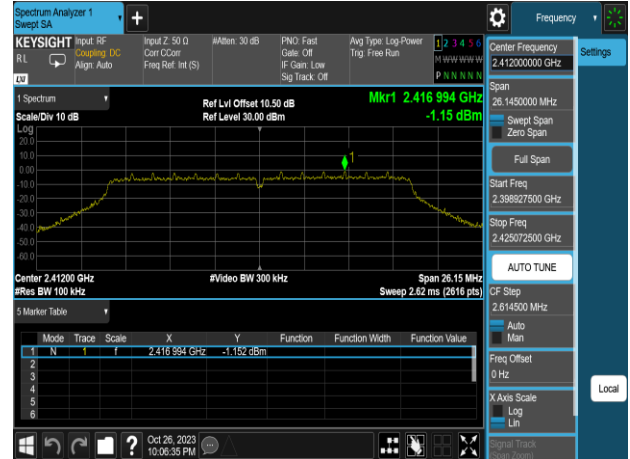 Spectrum Analyzer 1
Swept SA
+
Frequency
KEYSIGHT
RL
LXI
Input: RF
Coupling: DC
Align: Auto
Input Z: 50 Ω
Corr CCorr
Freq Ref: Int (S)
#Atten: 30 dB
PNO: Fast
Gate: Off
IF Gain: Low
Sig Track: Off
Avg Type: Log-Power
Trig: Free Run
1 2 3 4 5 6
M W W W W W
P N N N N N
1 Spectrum
Scale/Div 10 dB
Ref Lvl Offset 10.50 dB
Ref Level 30.00 dBm
Mkr1 2.416 994 GHz
-1.15 dBm
Log
20.0
10.0
0.00
-10.0
-20.0
-30.0
-40.0
-50.0
-60.0
1
Center 2.41200 GHz
#Res BW 100 kHz
#Video BW 300 kHz
Span 26.15 MHz
Sweep 2.62 ms (2616 pts)
5 Marker Table
Mode Trace Scale X Y Function Function Width Function Value
1 N 1 f 2.416 994 GHz -1.152 dBm
2
3
4
5
6
?
Oct 26, 2023
10:06:35 PM
Center Frequency
2.412000000 GHz
Span
26.1450000 MHz
Swept Span
Zero Span
Full Span
Start Freq
2.398927500 GHz
Stop Freq
2.425072500 GHz
AUTO TUNE
CF Step
2.614500 MHz
Auto
Man
Freq Offset
0 Hz
X Axis Scale
Log
Lin
Signal Track
(Span Zoom)
Settings
Local